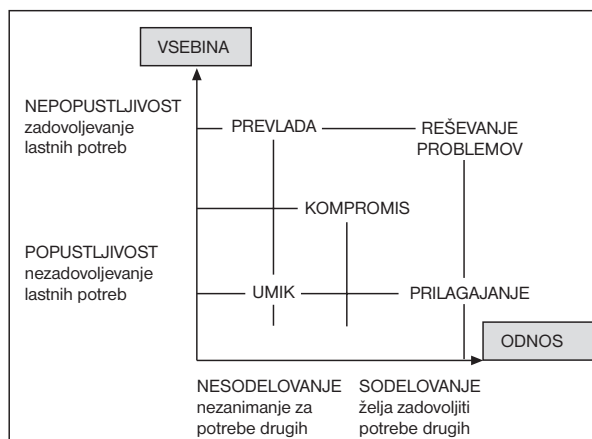 VSEBINA
NEPOPUSTLJIVOST
zadovoljevanje
lastnih potreb
PREVLADA
REŠEVANJE
PROBLEMOV
KOMPROMIS
POPUSTLJIVOST
nezadovoljevanje
lastnih potreb
UMIK
PRILAGAJANJE
ODNOS
NESODELOVANJE
nezanimanje za
potrebe drugih
SODELOVANJE
želja zadovoljiti
potrebe drugih